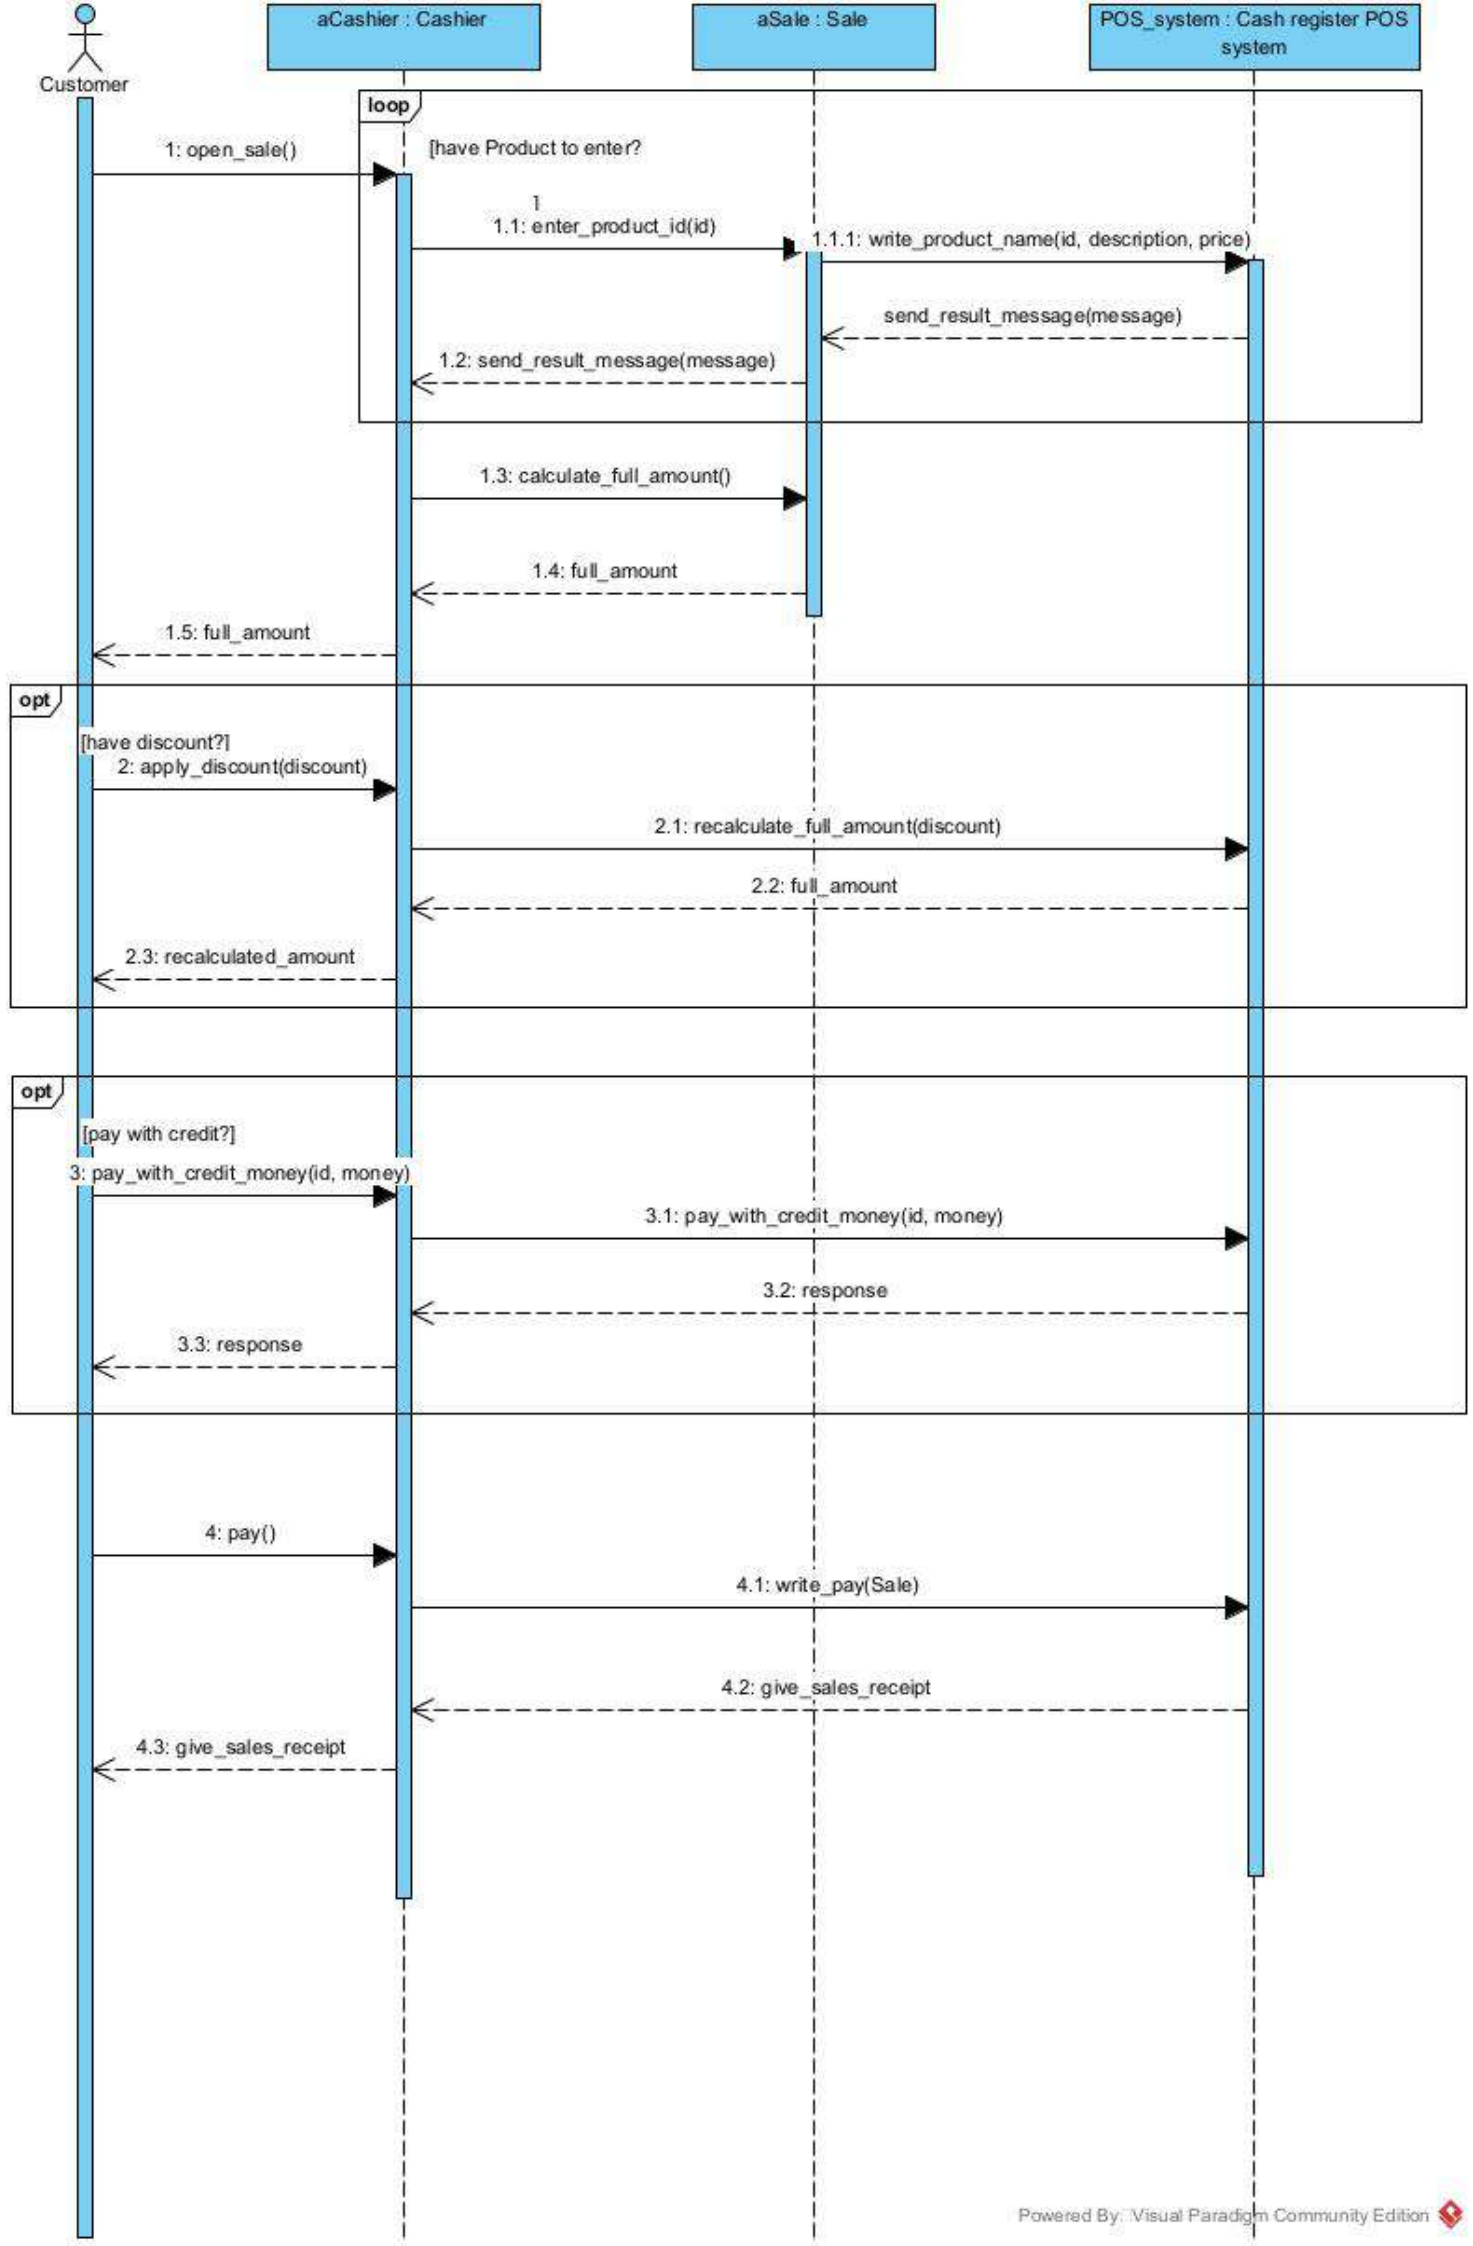 aCashier : Cashier
aSale : Sale
POS_system : Cash register POS
system
Customer
loop
1: open_sale()
[have Product to enter?
]
1.1: enter_product_id(id)
1.1.1: write_product_name(id, description, price)
send_result_message(message)
1.2: send_result_message(message)
1.3: calculate_full_amount()
1.4: full_amount
1.5: full_amount
opt
[have discount?]
2: apply_discount(discount)
2.1: recalculate_full_amount(discount)
2.2: full_amount
2.3: recalculated_amount
opt
[pay with credit?]
3: pay_with_credit_money(id, money)
3.1: pay_with_credit_money(id, money)
3.2: response
3.3: response
4: pay()
4.1: write_pay(Sale)
4.2: give_sales_receipt
4.3: give_sales_receipt
Powered By: Visual Paradigm Community Edition